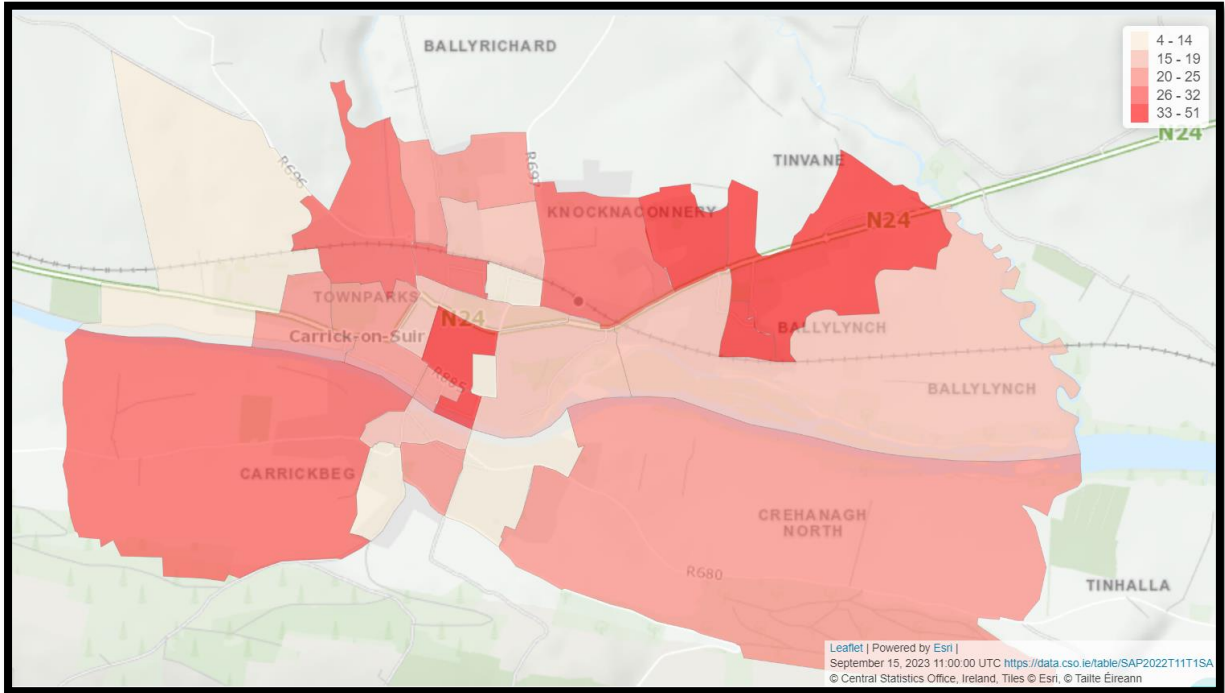 BALLYRICHARD
4 - 14
15 - 19
20 - 25
26 - 32
33 - 51
N24
R696
R697
TINVANE
KNOCKNACONNERY
N24
TOWNPARKS
N24
Carrick-on-Suir
BALLYLYNCH
R885
BALLYLYNCH
CARRICKBEG
CREHANAGH
NORTH
R680
TINHALLA
Leaflet | Powered by Esri |
September 15, 2023 11:00:00 UTC https://data.cso.ie/table/SAP2022T11T1SA
© Central Statistics Office, Ireland, Tiles © Esri, © Tailte Éireann